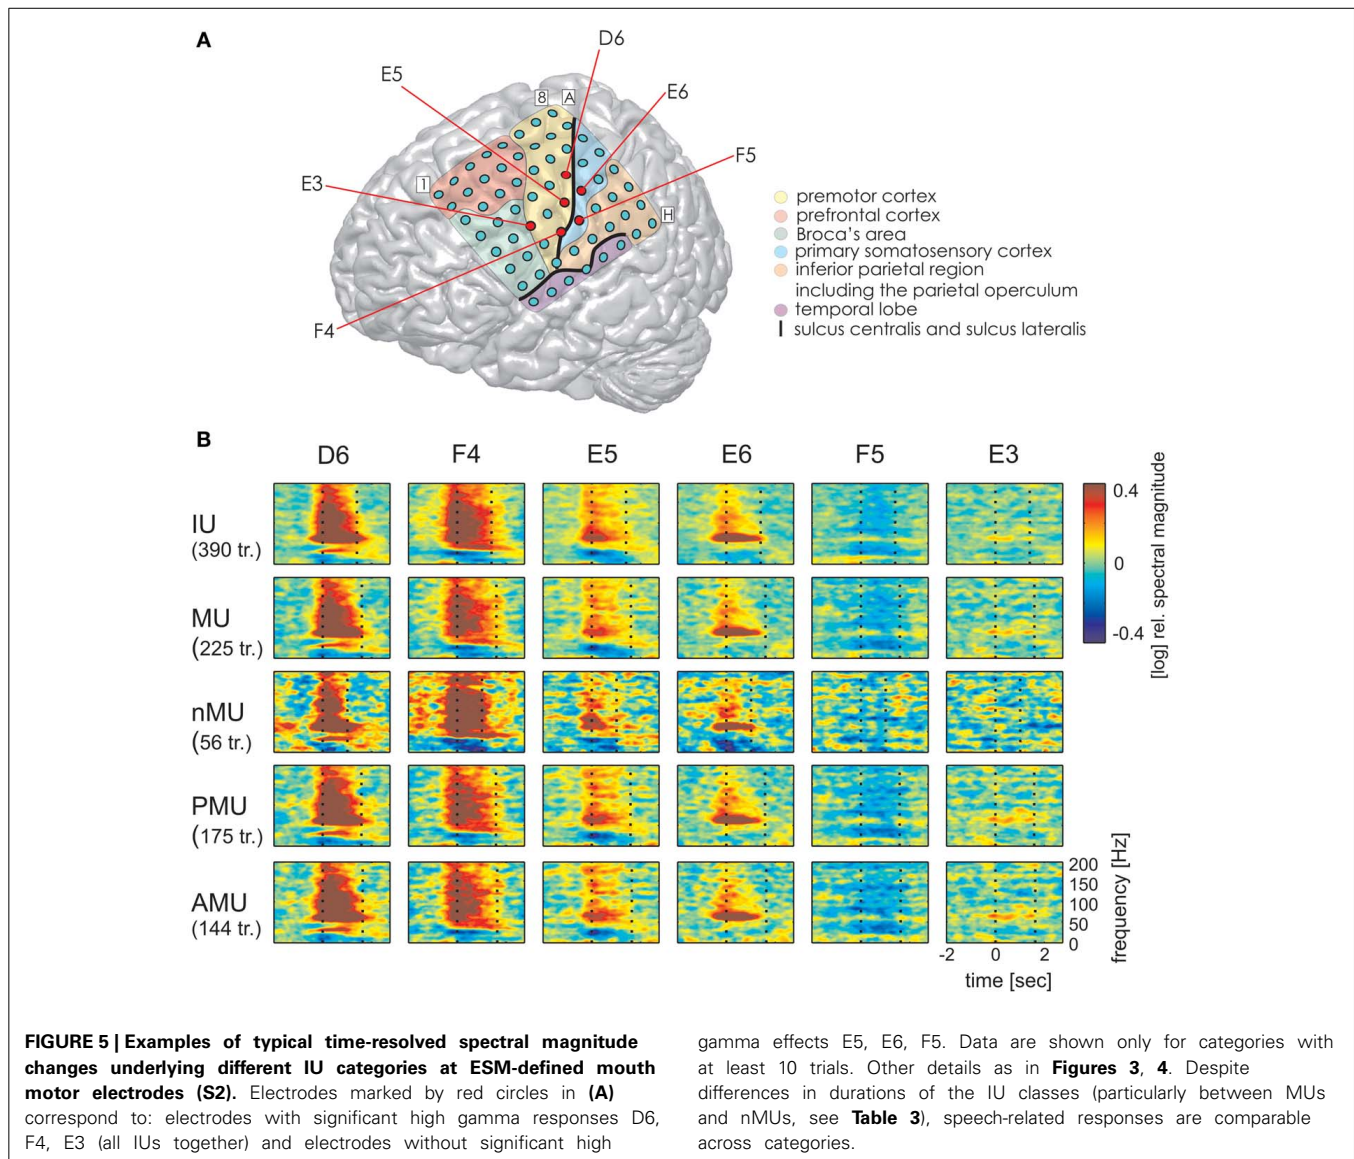 A
D6
E5
8
A
E6
F5
1
E3
H
F4
premotor cortex
prefrontal cortex
Broca's area
primary somatosensory cortex
inferior parietal region
including the parietal operculum
temporal lobe
sulcus centralis and sulcus lateralis
B
D6 F4 E5 E6 F5 E3
IU
(390 tr.)
MU
(225 tr.)
nMU
(56 tr.)
PMU
(175 tr.)
AMU
(144 tr.)
0.4
0
-0.4
[log] rel. spectral magnitude
200
150
100
50
0
frequency [Hz]
-2 0 2
time [sec]
FIGURE 5 | Examples of typical time-resolved spectral magnitude
changes underlying different IU categories at ESM-defined mouth
motor electrodes (S2). Electrodes marked by red circles in (A)
correspond to: electrodes with significant high gamma responses D6,
F4, E3 (all IUs together) and electrodes without significant high
gamma effects E5, E6, F5. Data are shown only for categories with
at least 10 trials. Other details as in Figures 3, 4. Despite
differences in durations of the IU classes (particularly between MUs
and nMUs, see Table 3), speech-related responses are comparable
across categories.